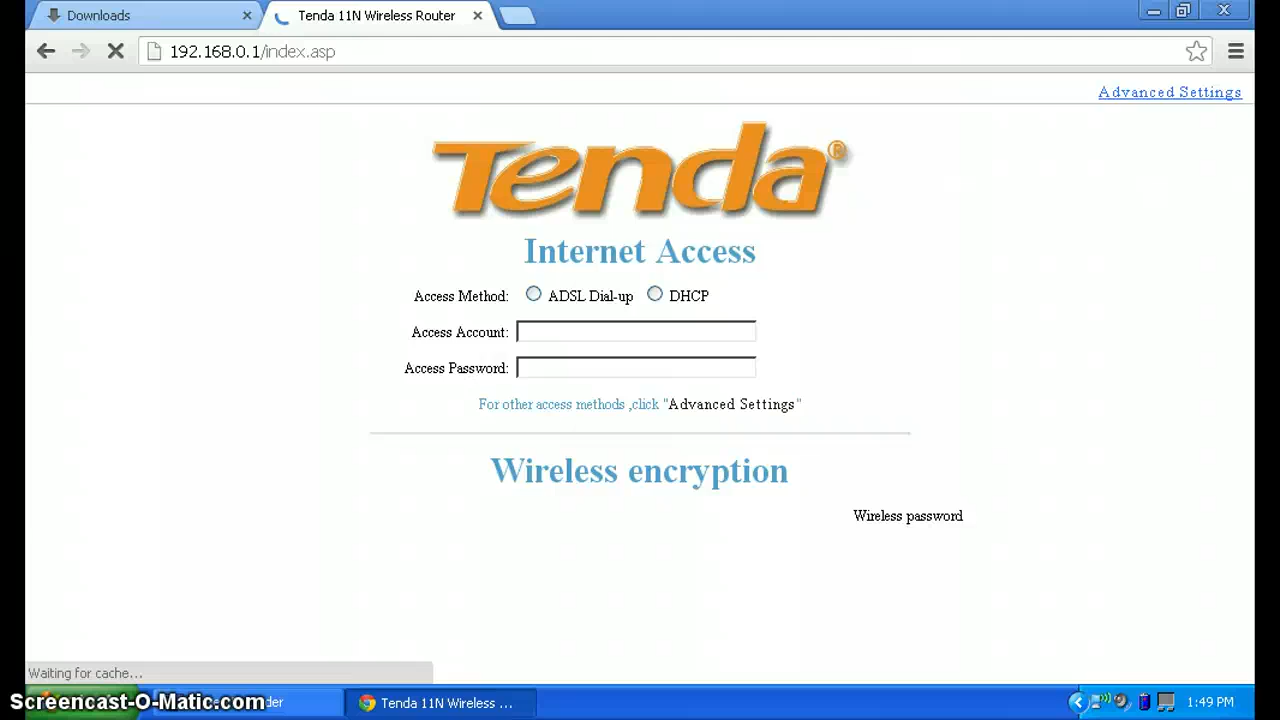 Downloads
Tenda 11N Wireless Router
192.168.0.1/index.asp
Advanced Settings
Tenda®
Internet Access
Access Method: ADSL Dial-up DHCP
Access Account:
Access Password:
For other access methods ,click "Advanced Settings"
Wireless encryption
Wireless password
Waiting for cache...
Screencast-O-Matic.com
Tenda 11N Wireless ...
1:49 PM